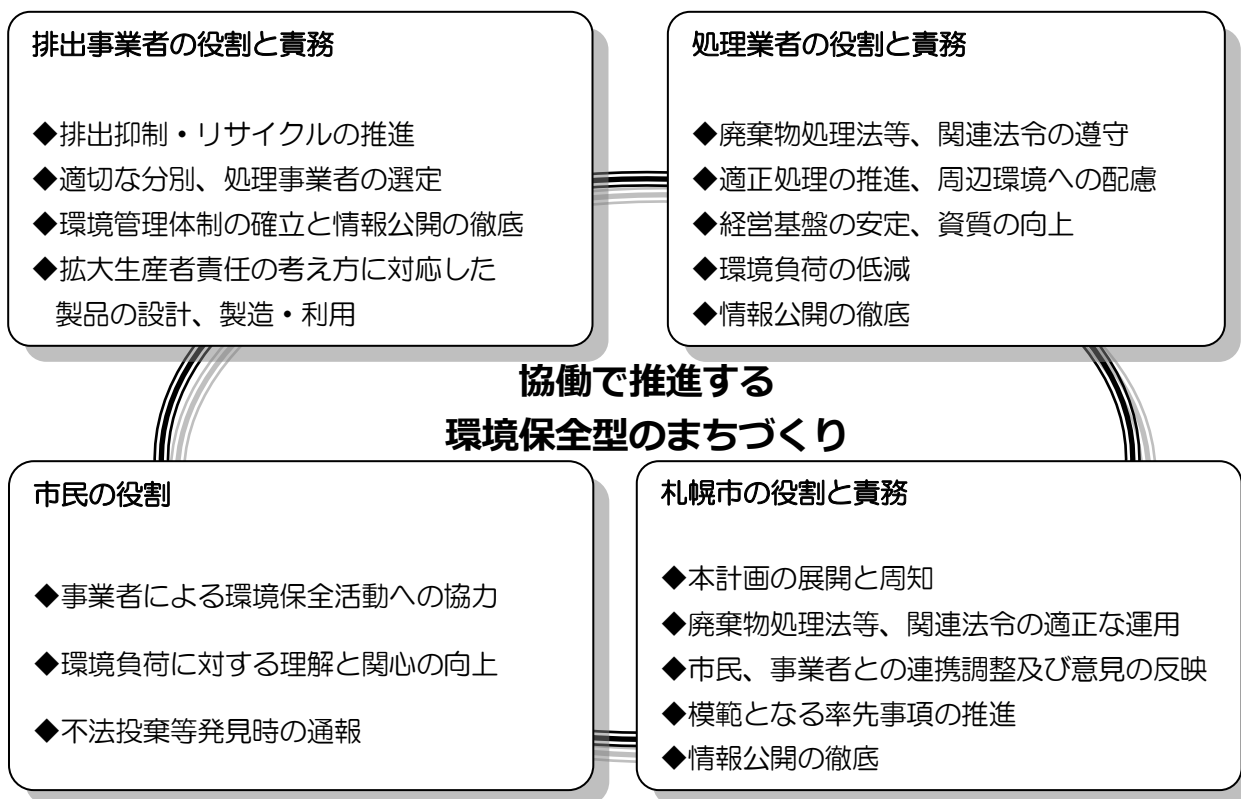 排出事業者の役割と責務
◆排出抑制・リサイクルの推進
◆適切な分別、処理事業者の選定
◆環境管理体制の確立と情報公開の徹底
◆拡大生産者責任の考え方に対応した
製品の設計、製造・利用
処理業者の役割と責務
◆廃棄物処理法等、関連法令の遵守
◆適正処理の推進、周辺環境への配慮
◆経営基盤の安定、資質の向上
◆環境負荷の低減
◆情報公開の徹底
協働で推進する
環境保全型のまちづくり
市民の役割
◆事業者による環境保全活動への協力
◆環境負荷に対する理解と関心の向上
◆不法投棄等発見時の通報
札幌市の役割と責務
◆本計画の展開と周知
◆廃棄物処理法等、関連法令の適正な運用
◆市民、事業者との連携調整及び意見の反映
◆模範となる率先事項の推進
◆情報公開の徹底